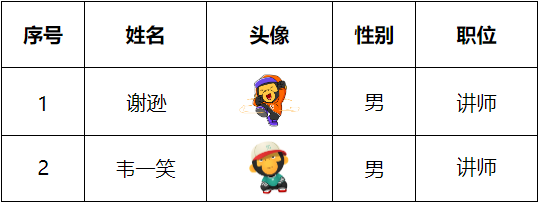 序号 姓名 头像 性别 职位
1 谢逊 男 讲师
2 韦一笑 男 讲师